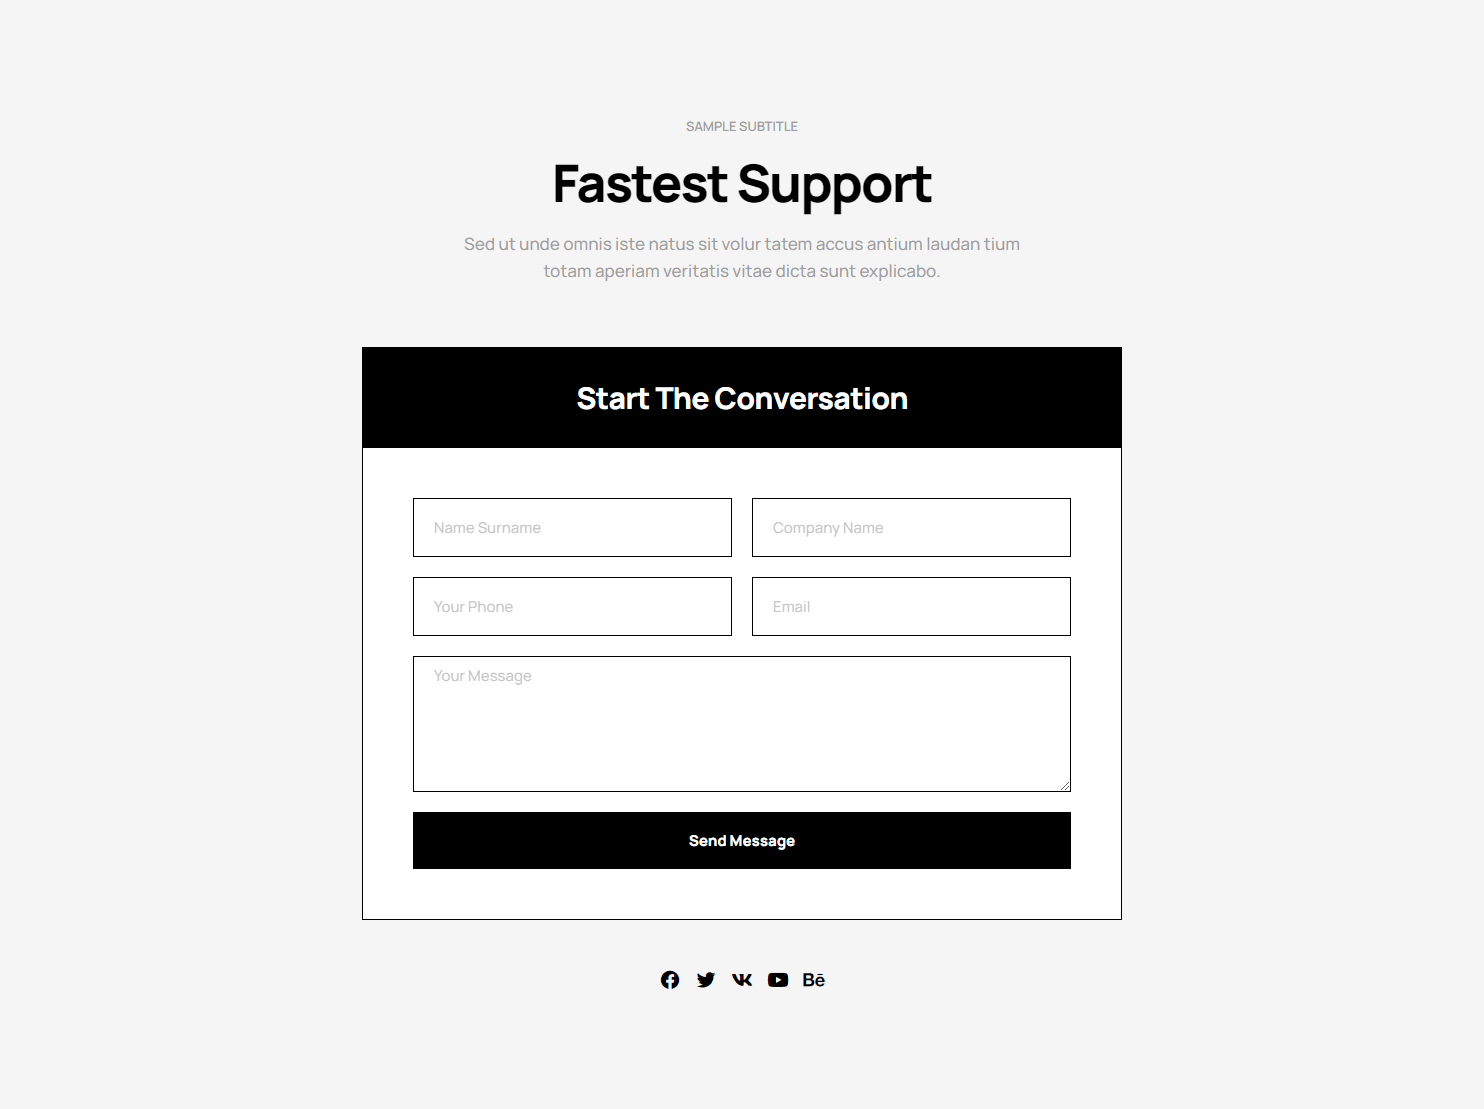 SAMPLE SUBTITLE
Fastest Support
Sed ut unde omnis iste natus sit volur tatem accus antium laudan tium
totam aperiam veritatis vitae dicta sunt explicabo.
Start The Conversation
Name Surname
Company Name
Your Phone
Email
Your Message
Send Message
Bē